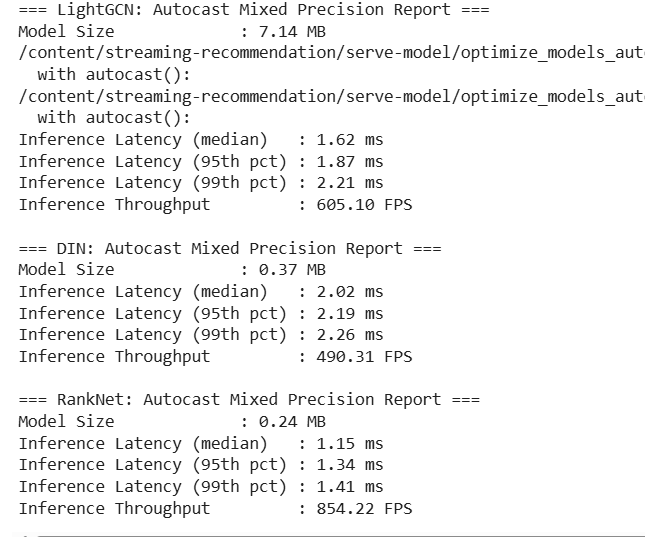 === LightGCN: Autocast Mixed Precision Report ===
Model Size             : 7.14 MB
/content/streaming-recommendation/serve-model/optimize_models_aut
  with autocast():
/content/streaming-recommendation/serve-model/optimize_models_aut
  with autocast():
Inference Latency (median)   : 1.62 ms
Inference Latency (95th pct) : 1.87 ms
Inference Latency (99th pct) : 2.21 ms
Inference Throughput         : 605.10 FPS
=== DIN: Autocast Mixed Precision Report ===
Model Size             : 0.37 MB
Inference Latency (median)   : 2.02 ms
Inference Latency (95th pct) : 2.19 ms
Inference Latency (99th pct) : 2.26 ms
Inference Throughput         : 490.31 FPS
=== RankNet: Autocast Mixed Precision Report ===
Model Size             : 0.24 MB
Inference Latency (median)   : 1.15 ms
Inference Latency (95th pct) : 1.34 ms
Inference Latency (99th pct) : 1.41 ms
Inference Throughput         : 854.22 FPS